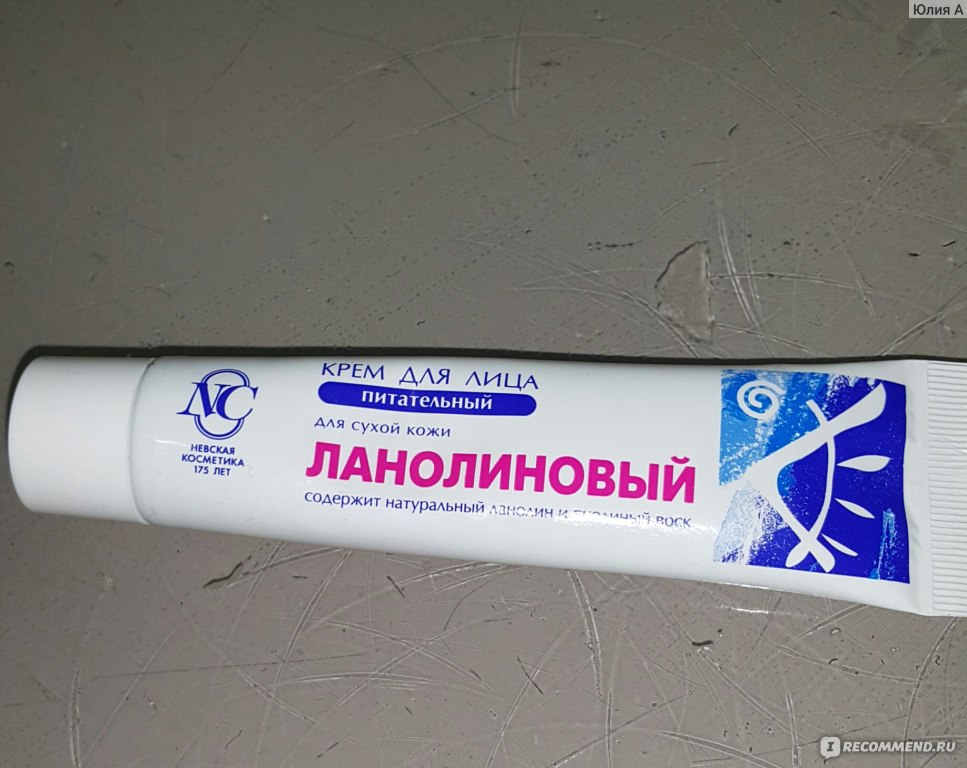 Юлия А
NC
НЕВСКАЯ
КОСМЕТИКА
175 ЛЕТ
КРЕМ ДЛЯ ЛИЦА
питательный
для сухой кожи
ЛАНОЛИНОВЫЙ
содержит натуральный ланолин и пчелиный воск
IRECOMMEND.RU